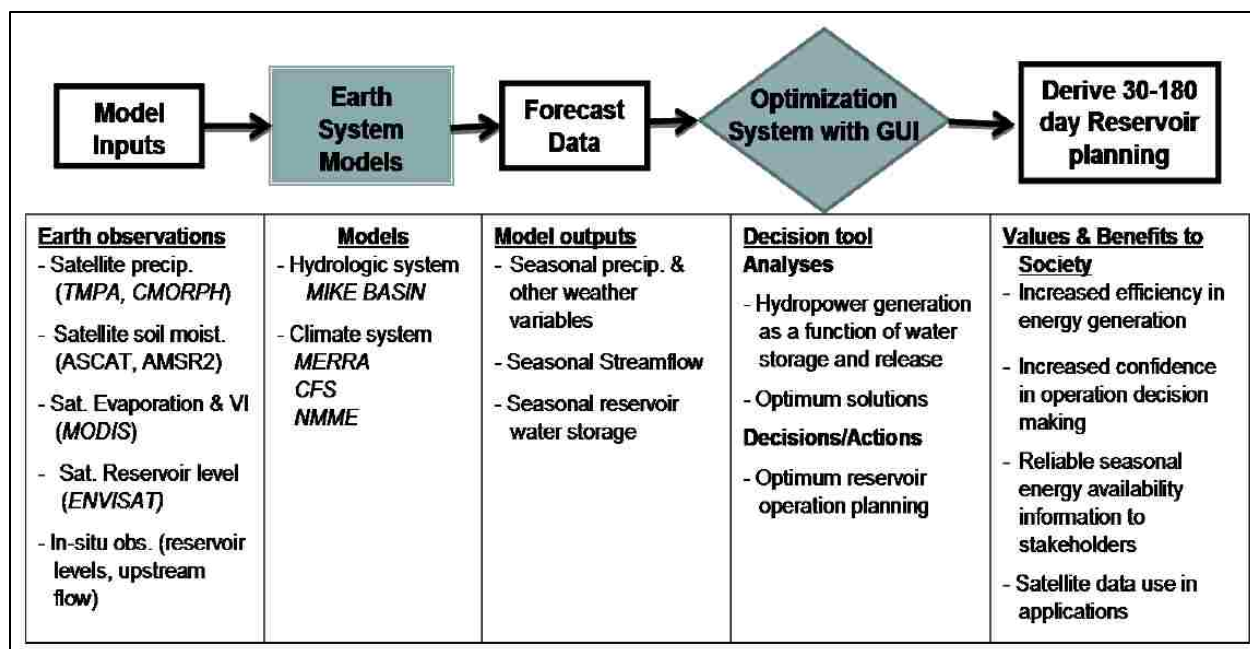 Model
Inputs
Earth
System
Models
Forecast
Data
Optimization
System with GUI
Derive 30-180
day Reservoir
planning
Earth observations
- Satellite precip.
(TMPA, CMORPH)
- Satellite soil moist.
(ASCAT, AMSR2)
- Sat. Evaporation & VI
(MODIS)
- Sat. Reservoir level
(ENVISAT)
- In-situ obs. (reservoir
levels, upstream
flow)
Models
- Hydrologic system
MIKE BASIN
- Climate system
MERRA
CFS
NMME
Model outputs
- Seasonal precip. &
other weather
variables
- Seasonal Streamflow
- Seasonal reservoir
water storage
Decision tool
Analyses
- Hydropower generation
as a function of water
storage and release
- Optimum solutions
Decisions/Actions
- Optimum reservoir
operation planning
Values & Benefits to
Society
- Increased efficiency in
energy generation
- Increased confidence
in operation decision
making
- Reliable seasonal
energy availability
information to
stakeholders
- Satellite data use in
applications